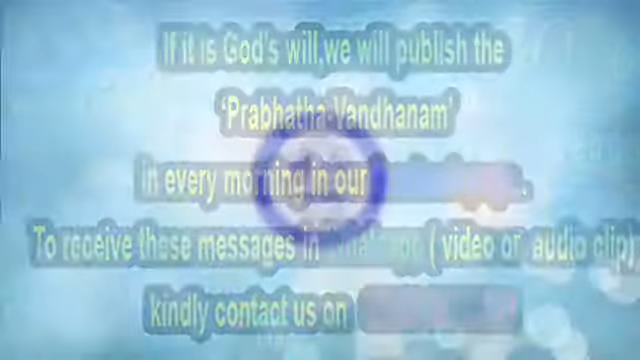 If it is God's will,we will publish the
'Prabhatha Vandhanam'
in every morning in our
To receive these messages in ( video or audio clip)
kindly contact us on